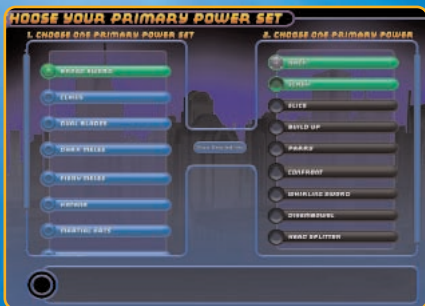 CHOOSE YOUR PRIMARY POWER SET
1. CHOOSE ONE PRIMARY POWER SET
BROAD SWORD
CLAWS
DUAL BLADES
DARK MELEE
FIERY MELEE
KATANA
MARTIAL ARTS
2. CHOOSE ONE PRIMARY POWER
HACK
SLASH
SLICE
BUILD UP
PARRY
CONFRONT
WHIRLING SWORD
DISEMBOWEL
HEAD SPLITTER